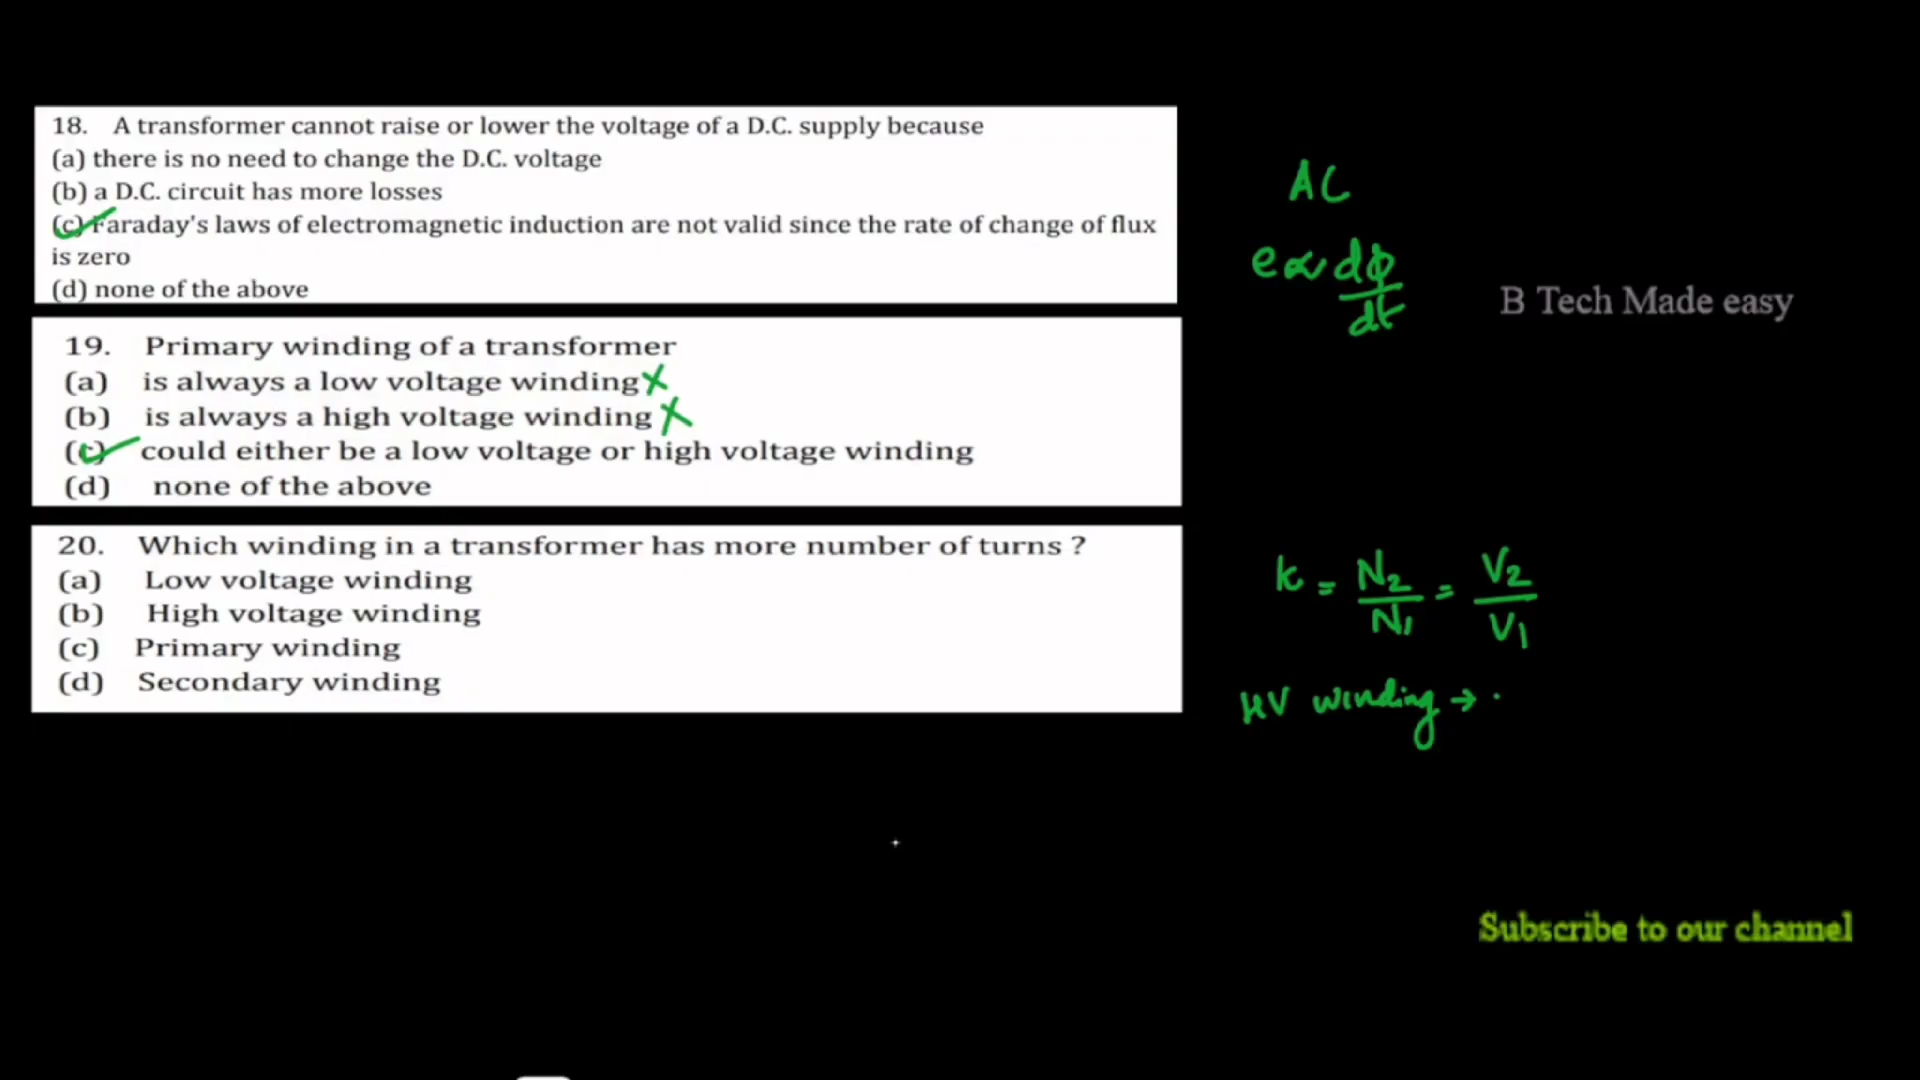 18. A transformer cannot raise or lower the voltage of a D.C. supply because
(a) there is no need to change the D.C. voltage
(b) a D.C. circuit has more losses
(c) Faraday's laws of electromagnetic induction are not valid since the rate of change of flux
is zero
(d) none of the above
19. Primary winding of a transformer
(a) is always a low voltage winding X
(b) is always a high voltage winding X
(c) could either be a low voltage or high voltage winding
(d) none of the above
20. Which winding in a transformer has more number of turns ?
(a) Low voltage winding
(b) High voltage winding
(c) Primary winding
(d) Secondary winding
AC
e ∝ dφ/dt
B Tech Made easy
k = N2/N1 = V2/V1
HV winding →
Subscribe to our channel